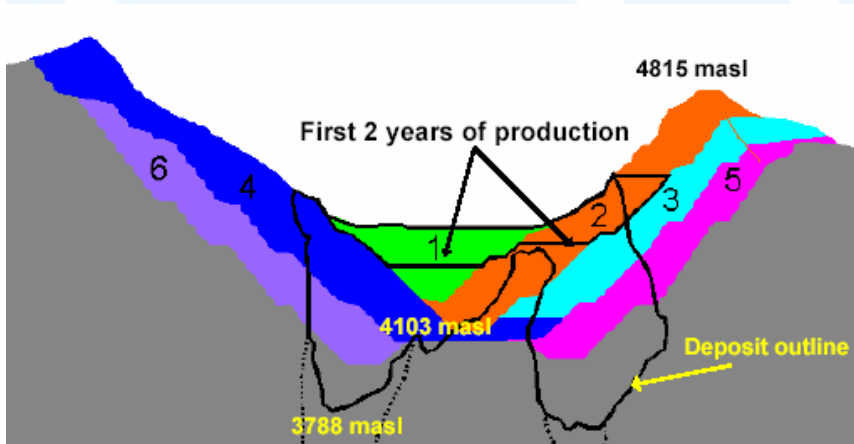 4815 masl
First 2 years of production
6
4
1
2
3
5
4103 masl
Deposit outline
3788 masl